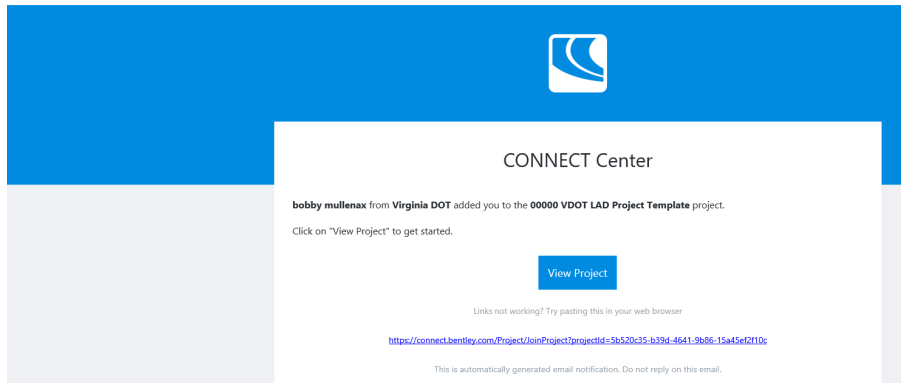 CONNECT Center
bobby mullenax from Virginia DOT added you to the 00000 VDOT LAD Project Template project.
Click on "View Project" to get started.
View Project
Links not working? Try pasting this in your web browser
https://connect.bentley.com/Project/JoinProject?projectId=5b520c35-b39d-4641-9b86-15a45ef2f10c
This is automatically generated email notification. Do not reply on this email.